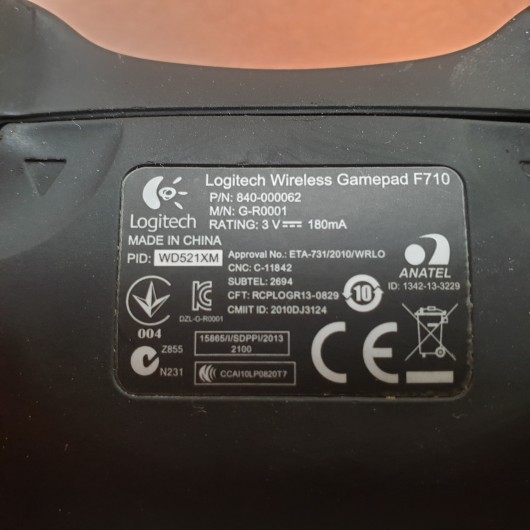 Logitech Wireless Gamepad F710
P/N: 840-000062
M/N: G-R0001
RATING: 3 V 180mA
Logitech
MADE IN CHINA
PID: WD521XM
Approval No.: ETA-731/2010/WRLO
CNC: C-11842
SUBTEL: 2694
CFT: RCPLOGR13-0829
CMIIT ID: 2010DJ3124
10
ANATEL
ID: 1342-13-3229
004
DZL-G-R0001
Z855
N231
15865/I/SDPPI/2013
2100
CCAI10LP0820T7
CE